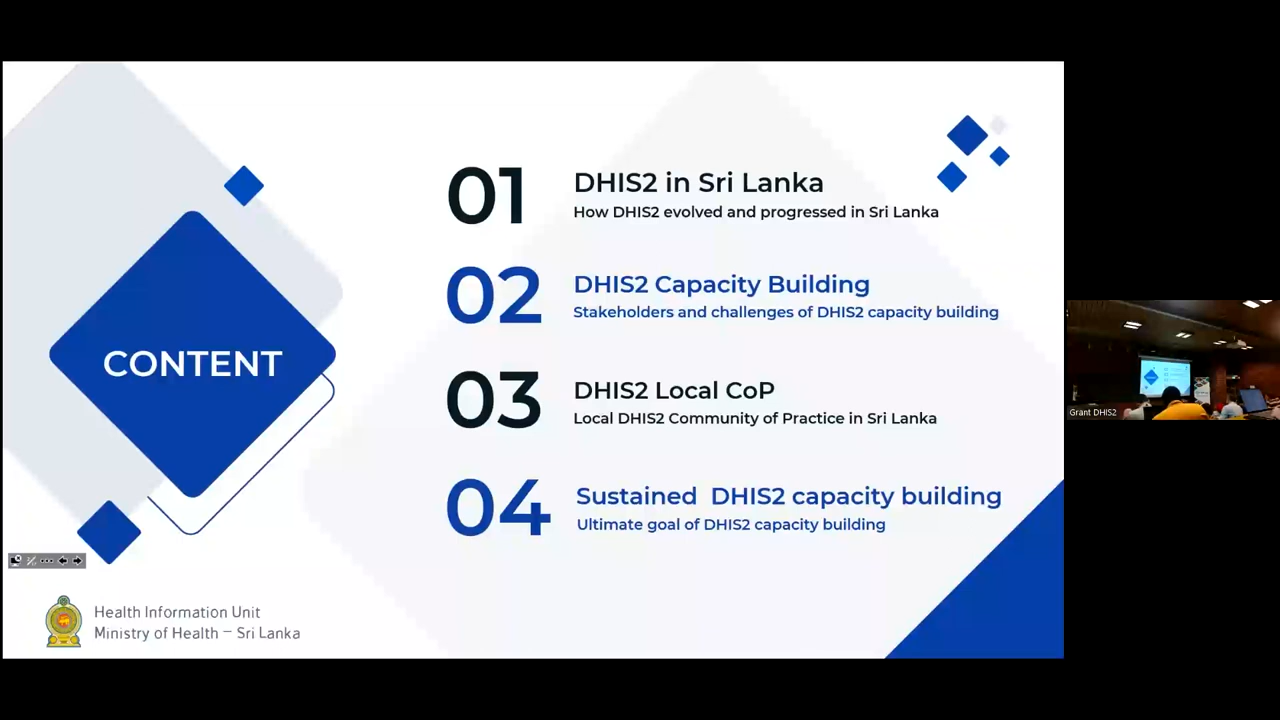 CONTENT
01
DHIS2 in Sri Lanka
How DHIS2 evolved and progressed in Sri Lanka
02
DHIS2 Capacity Building
Stakeholders and challenges of DHIS2 capacity building
03
DHIS2 Local CoP
Local DHIS2 Community of Practice in Sri Lanka
04
Sustained DHIS2 capacity building
Ultimate goal of DHIS2 capacity building
Health Information Unit
Ministry of Health – Sri Lanka
Grant DHIS2